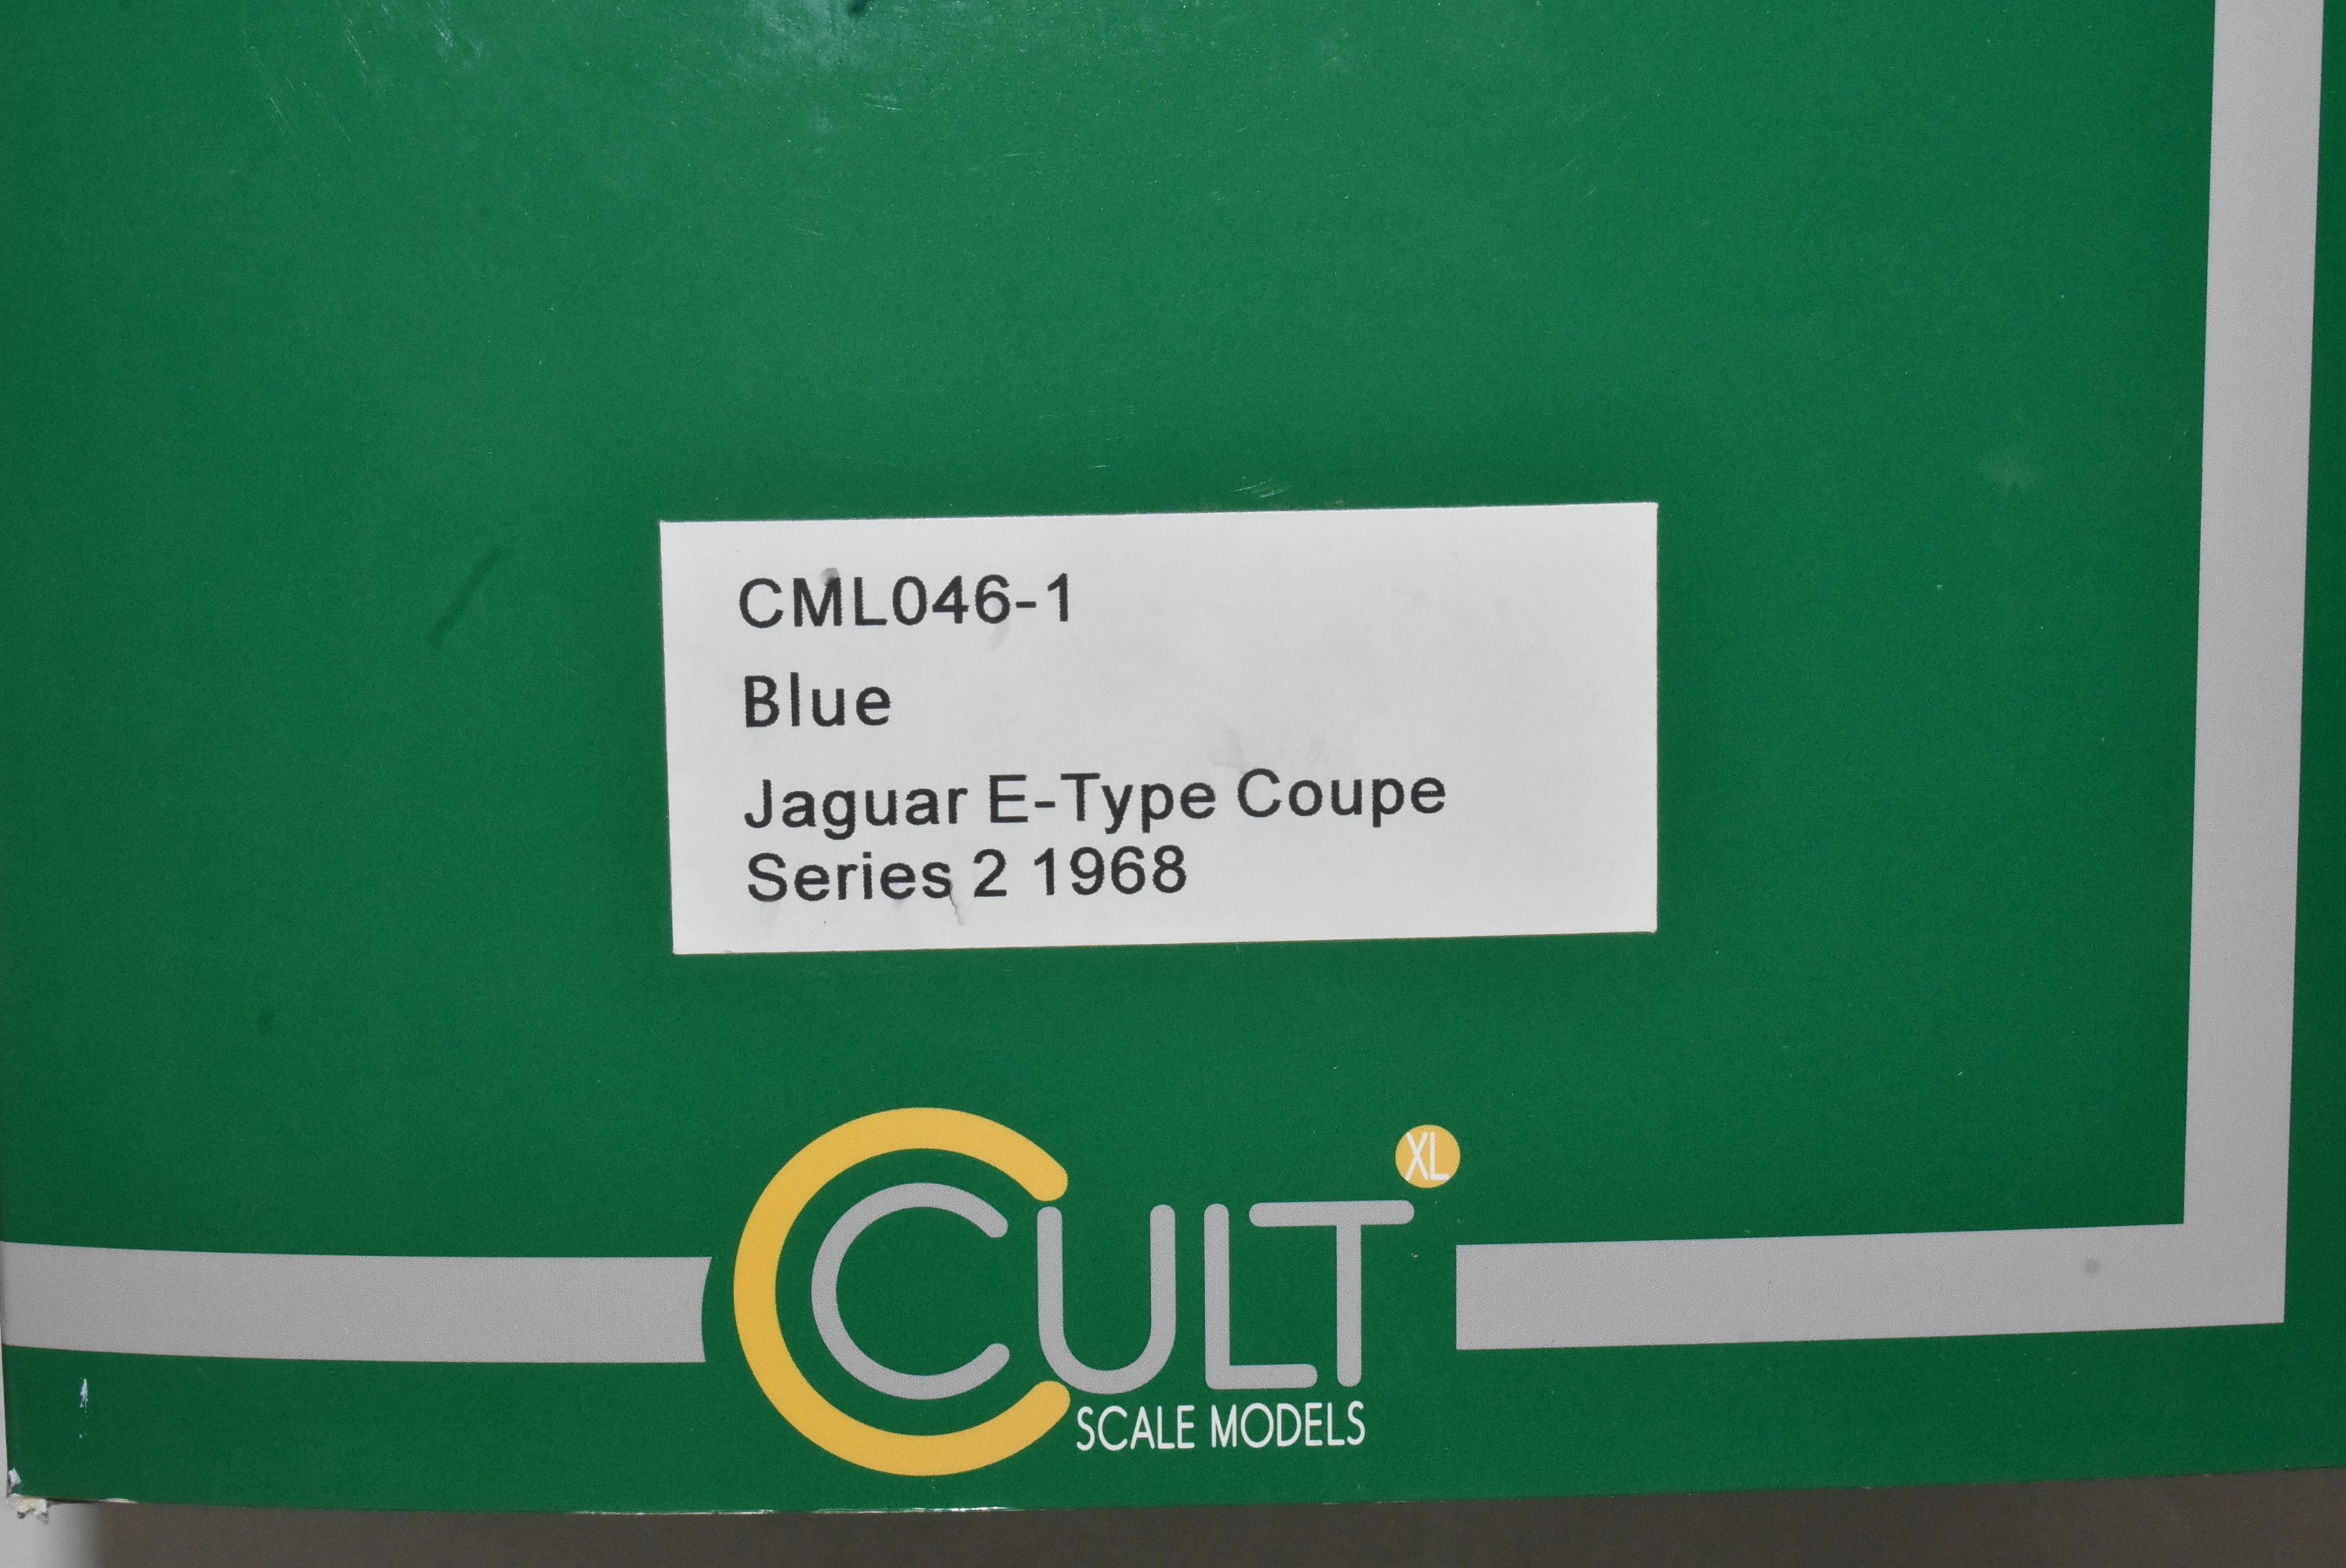 CML046-1
Blue
Jaguar E-Type Coupe
Series 2 1968
CULT XL
SCALE MODELS